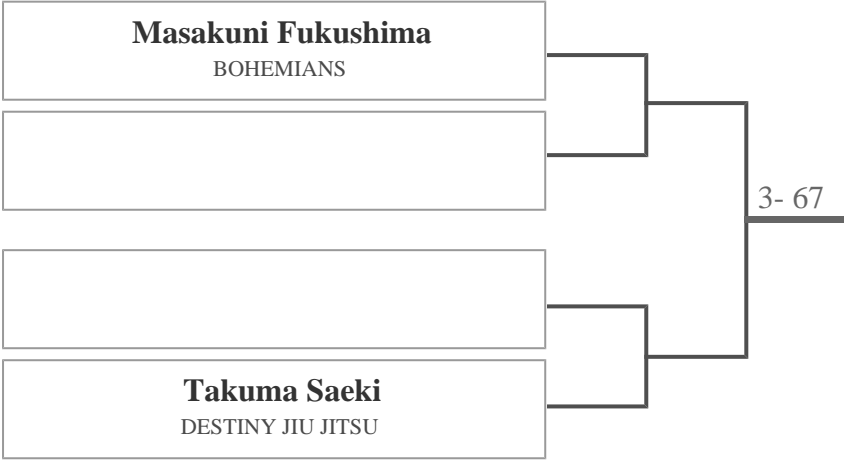 Masakuni Fukushima
BOHEMIANS
3- 67
Takuma Saeki
DESTINY JIU JITSU